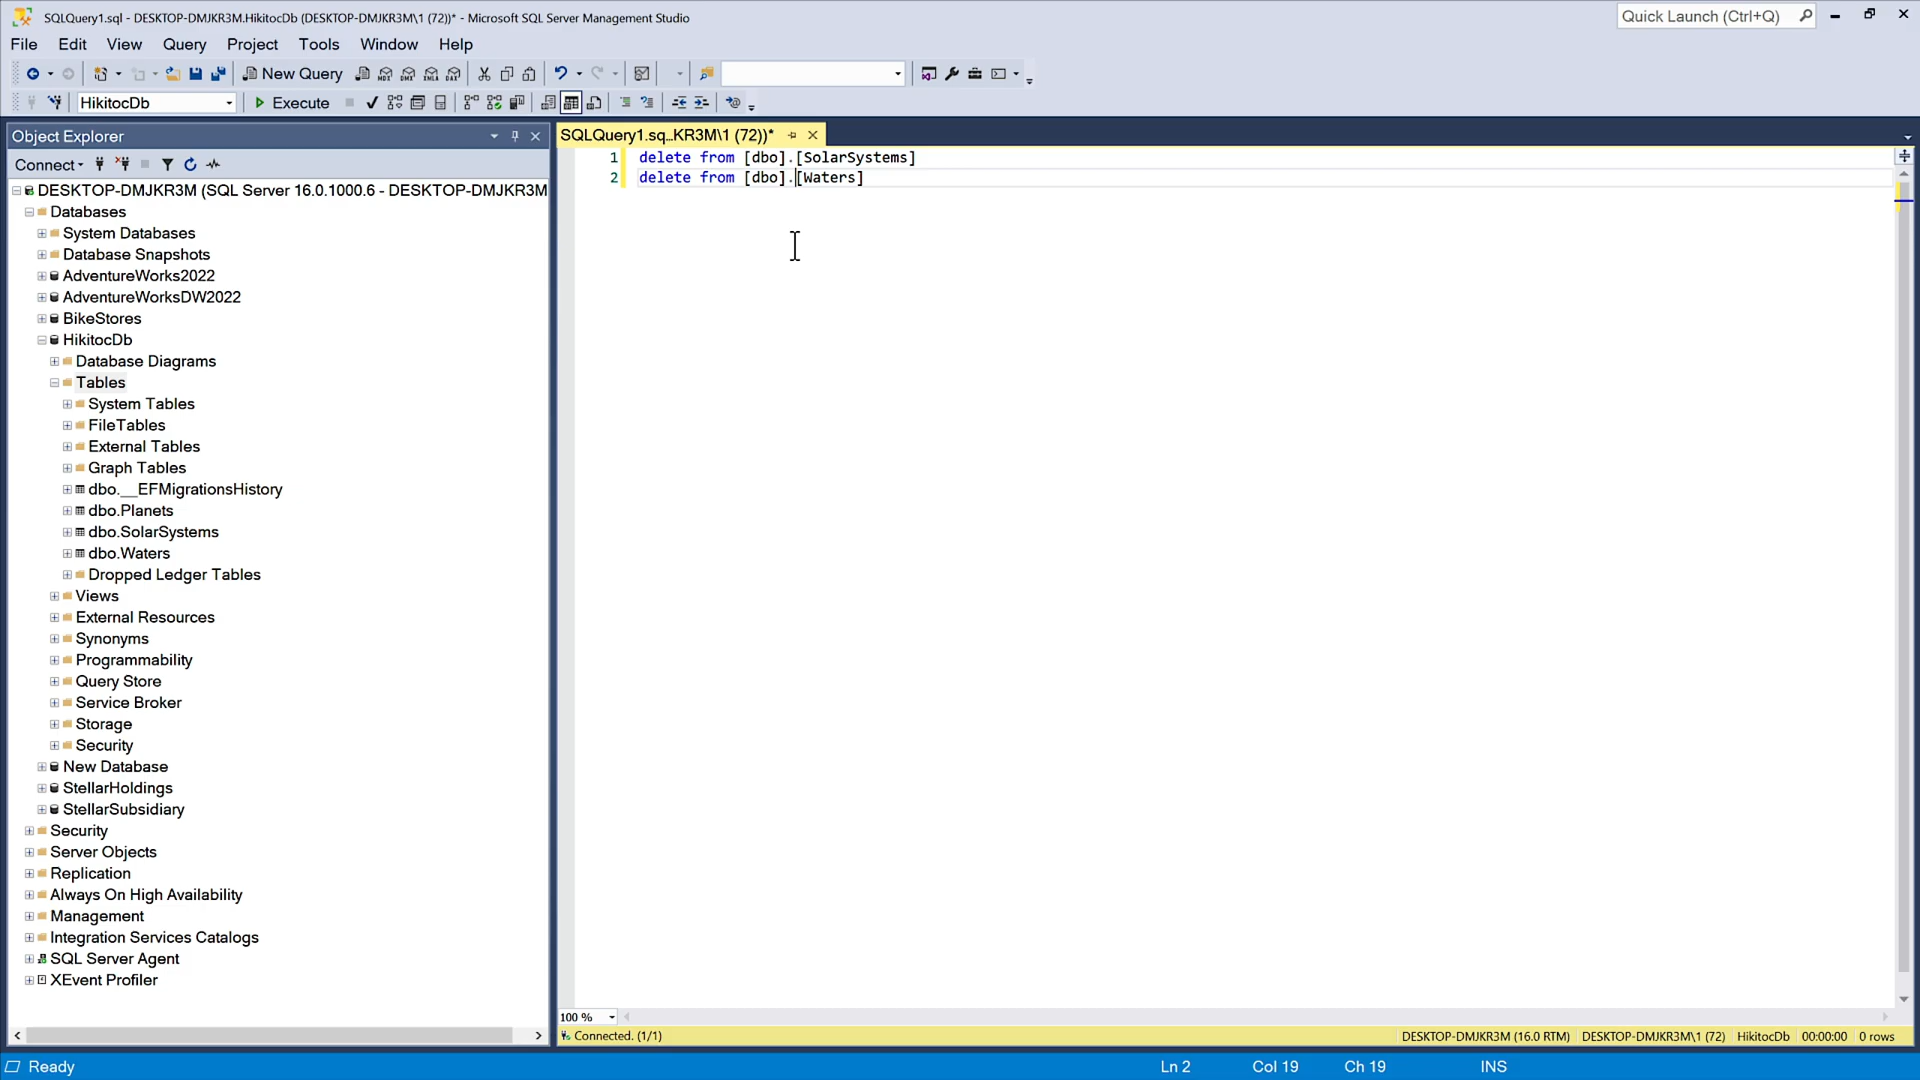 SQLQuery1.sql - DESKTOP-DMJKR3M.HikitocDb (DESKTOP-DMJKR3M\1 (72))* - Microsoft SQL Server Management Studio
Quick Launch (Ctrl+Q)
File Edit View Query Project Tools Window Help
New Query
HikitocDb
Execute
Object Explorer
Connect
DESKTOP-DMJKR3M (SQL Server 16.0.1000.6 - DESKTOP-DMJKR3M
Databases
System Databases
Database Snapshots
AdventureWorks2022
AdventureWorksDW2022
BikeStores
HikitocDb
Database Diagrams
Tables
System Tables
FileTables
External Tables
Graph Tables
dbo.__EFMigrationsHistory
dbo.Planets
dbo.SolarSystems
dbo.Waters
Dropped Ledger Tables
Views
External Resources
Synonyms
Programmability
Query Store
Service Broker
Storage
Security
New Database
StellarHoldings
StellarSubsidiary
Security
Server Objects
Replication
Always On High Availability
Management
Integration Services Catalogs
SQL Server Agent
XEvent Profiler
SQLQuery1.sq...KR3M\1 (72))*
1 delete from [dbo].[SolarSystems]
2 delete from [dbo].[Waters]
100 %
Connected. (1/1)
DESKTOP-DMJKR3M (16.0 RTM) DESKTOP-DMJKR3M\1 (72) HikitocDb 00:00:00 0 rows
Ready Ln 2 Col 19 Ch 19 INS